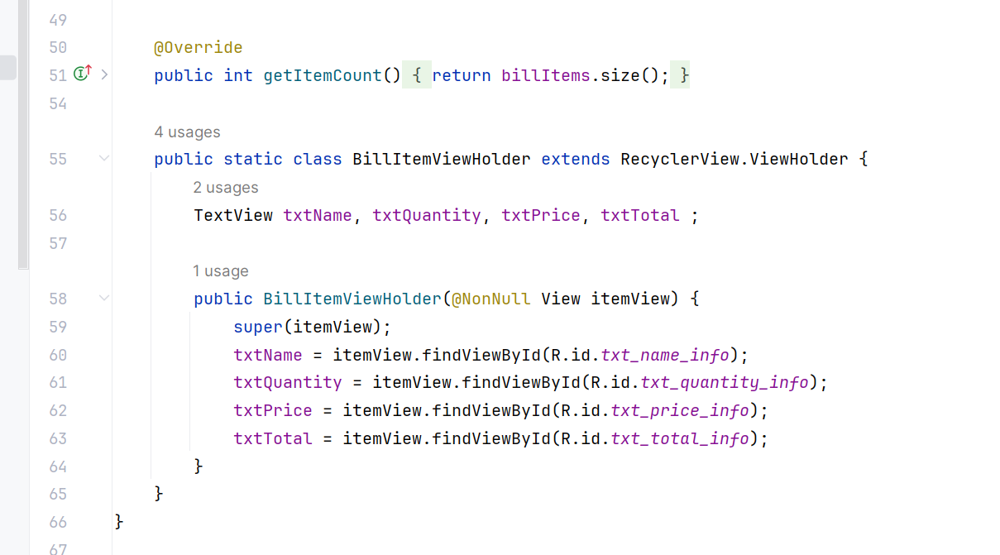 49
50 @Override
51 public int getItemCount() { return billItems.size(); }
54
4 usages
55 public static class BillItemViewHolder extends RecyclerView.ViewHolder {
2 usages
56 TextView txtName, txtQuantity, txtPrice, txtTotal ;
57
1 usage
58 public BillItemViewHolder(@NonNull View itemView) {
59 super(itemView);
60 txtName = itemView.findViewById(R.id.txt_name_info);
61 txtQuantity = itemView.findViewById(R.id.txt_quantity_info);
62 txtPrice = itemView.findViewById(R.id.txt_price_info);
63 txtTotal = itemView.findViewById(R.id.txt_total_info);
64 }
65 }
66 }
67